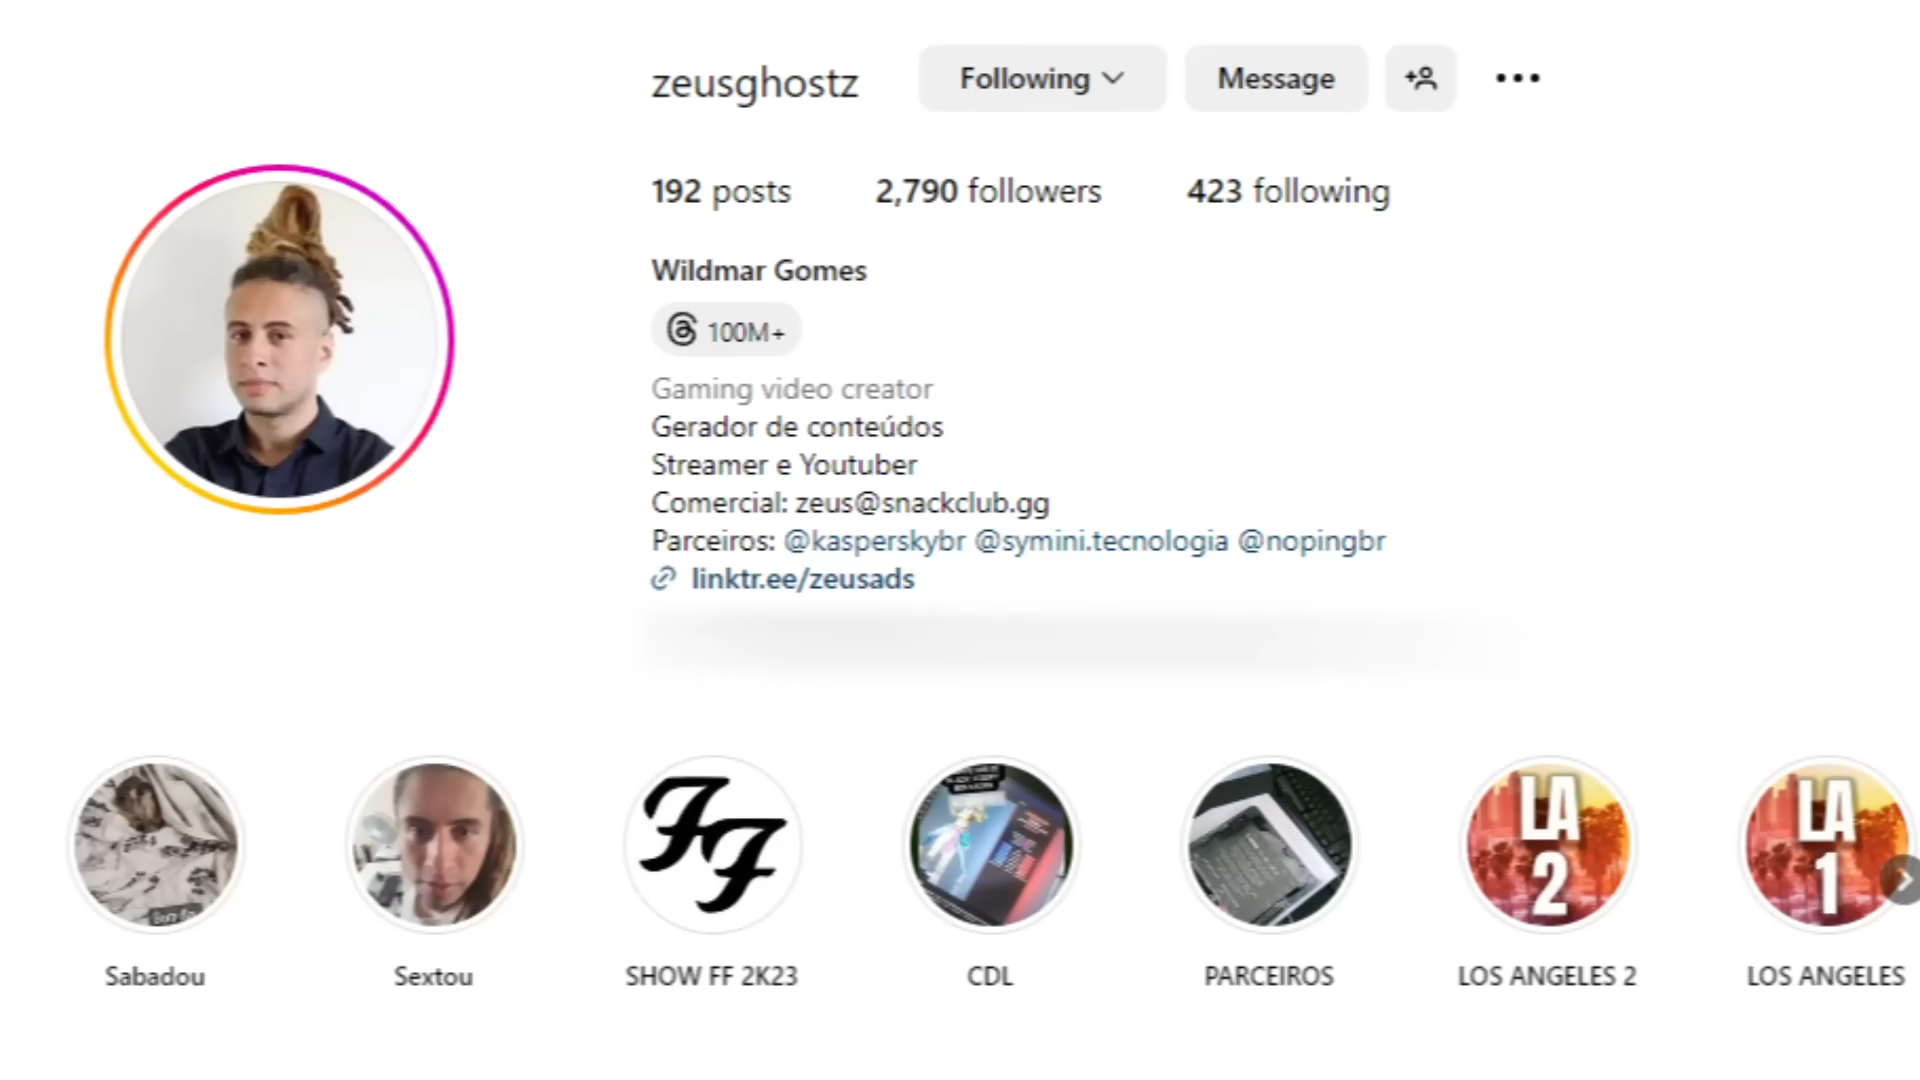 zeusghostz Following Message
192 posts 2,790 followers 423 following
Wildmar Gomes
100M+
Gaming video creator
Gerador de conteúdos
Streamer e Youtuber
Comercial: zeus@snackclub.gg
Parceiros: @kasperskybr @symini.tecnologia @nopingbr
linktr.ee/zeusads
FF
LA
2
LA
1
Sabadou Sextou SHOW FF 2K23 CDL PARCEIROS LOS ANGELES 2 LOS ANGELES